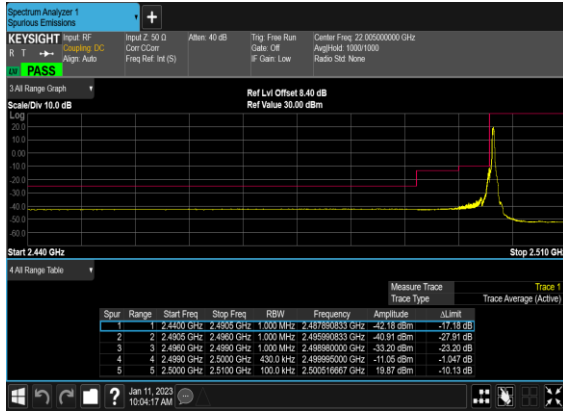 Spectrum Analyzer 1
Spurious Emissions
KEYSIGHT Input: RF Input Z: 50 Ω Atten: 40 dB Trig: Free Run Center Freq: 22.005000000 GHz
R T Coupling: DC Corr CCorr Gate: Off Avg|Hold: 1000/1000
Align: Auto Freq Ref: Int (S) IF Gain: Low Radio Std: None
PASS
3 All Range Graph
Ref Lvl Offset 8.40 dB
Scale/Div 10.0 dB Ref Value 30.00 dBm
Log
20.0
10.0
0.00
-10.0
-20.0
-30.0
-40.0
-50.0
-60.0
Start 2.440 GHz Stop 2.510 GHz
4 All Range Table
Measure Trace Trace 1
Trace Type Trace Average (Active)
Spur Range Start Freq Stop Freq RBW Frequency Amplitude ΔLimit
1 1 2.4400 GHz 2.4905 GHz 1.000 MHz 2.487890833 GHz -42.18 dBm -17.18 dB
2 2 2.4905 GHz 2.4960 GHz 1.000 MHz 2.495990833 GHz -40.91 dBm -27.91 dB
3 3 2.4960 GHz 2.4990 GHz 1.000 MHz 2.498980000 GHz -33.20 dBm -23.20 dB
4 4 2.4990 GHz 2.5000 GHz 430.0 kHz 2.499995000 GHz -11.05 dBm -1.047 dB
5 5 2.5000 GHz 2.5100 GHz 100.0 kHz 2.500516667 GHz 19.87 dBm -10.13 dB
? Jan 11, 2023
10:04:17 AM